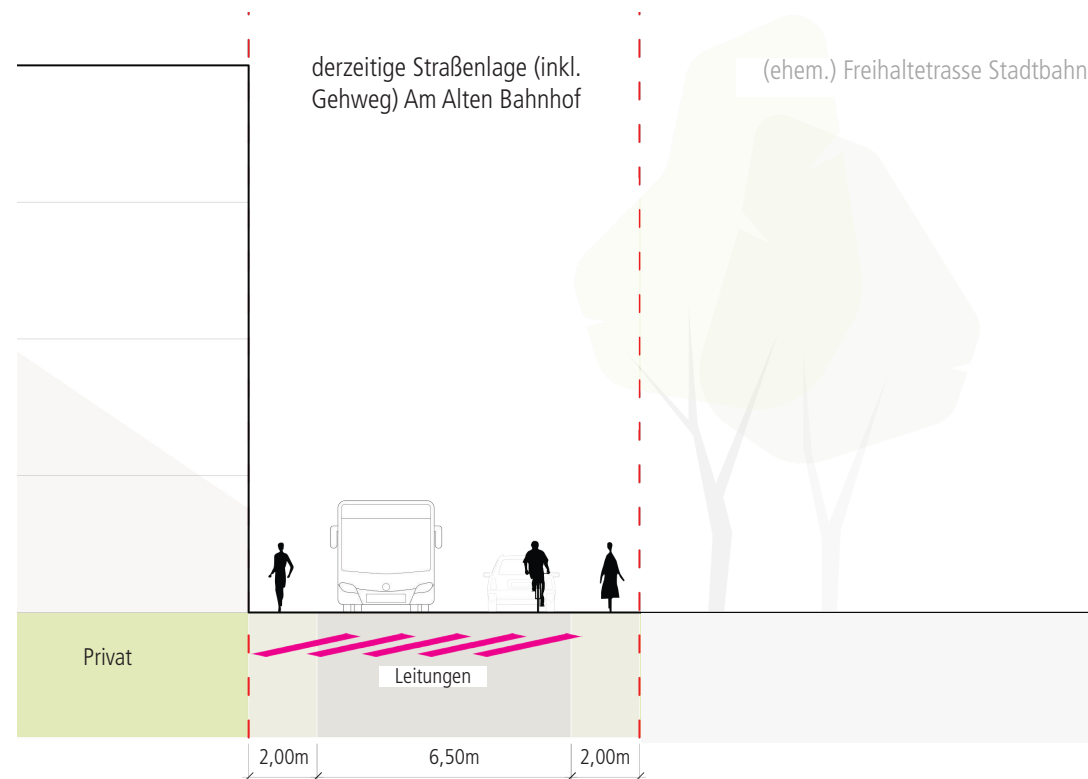 derzeitige Straßenlage (inkl.
Gehweg) Am Alten Bahnhof
(ehem.) Freihaltetrasse Stadtbahn
Privat
Leitungen
2,00m
6,50m
2,00m